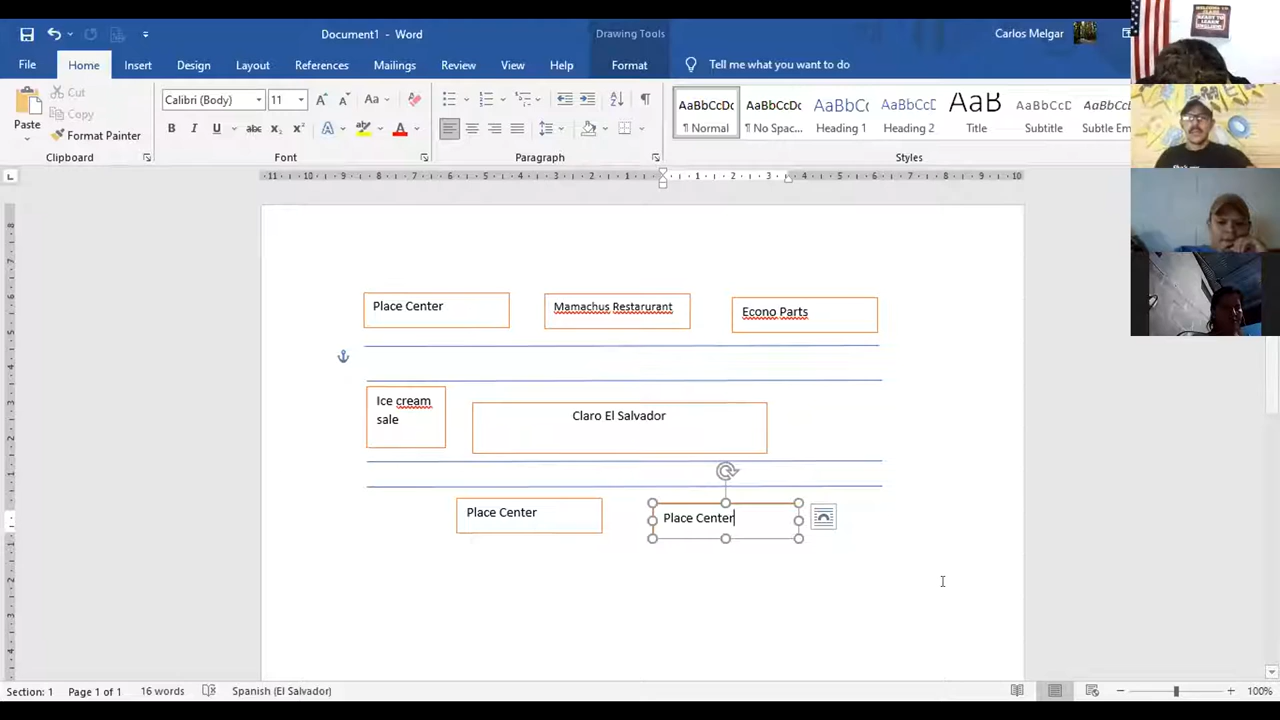 Document1 - Word
Drawing Tools
Carlos Melgar
File
Home
Insert
Design
Layout
References
Mailings
Review
View
Help
Format
Tell me what you want to do
Paste
Cut
Copy
Format Painter
Calibri (Body)
11
AaBbCcDc
AaBbCcDc
AaBbCcD
AaBbCcD
AaB
AaBbCcD
¶ Normal
¶ No Spac...
Heading 1
Heading 2
Title
Subtitle
Subtle Em
Clipboard
Font
Paragraph
Styles
Place Center
Mamachus Restarurant
Econo Parts
Ice cream
sale
Claro El Salvador
Place Center
Place Center
Section: 1
Page 1 of 1
16 words
Spanish (El Salvador)
100%